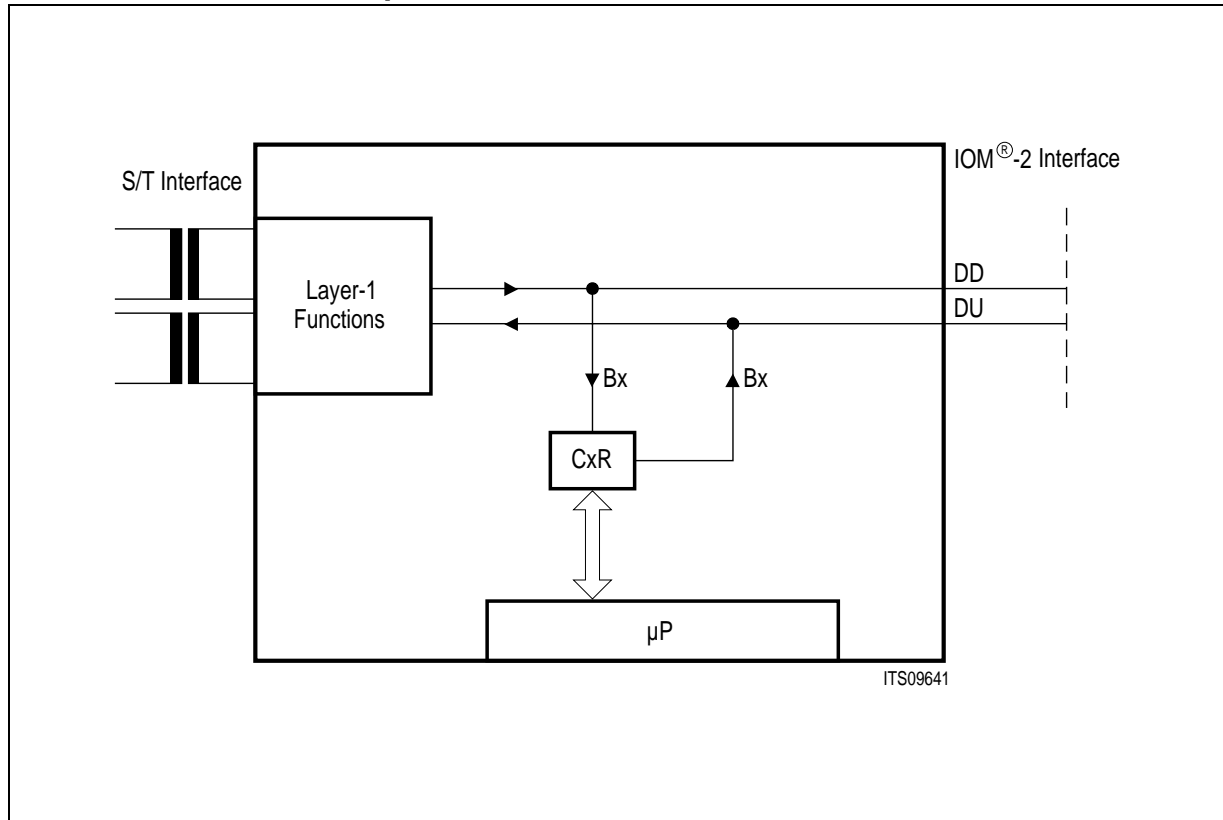 S/T Interface
IOM®-2 Interface
Layer-1
Functions
DD
DU
Bx
Bx
CxR
µP
ITS09641